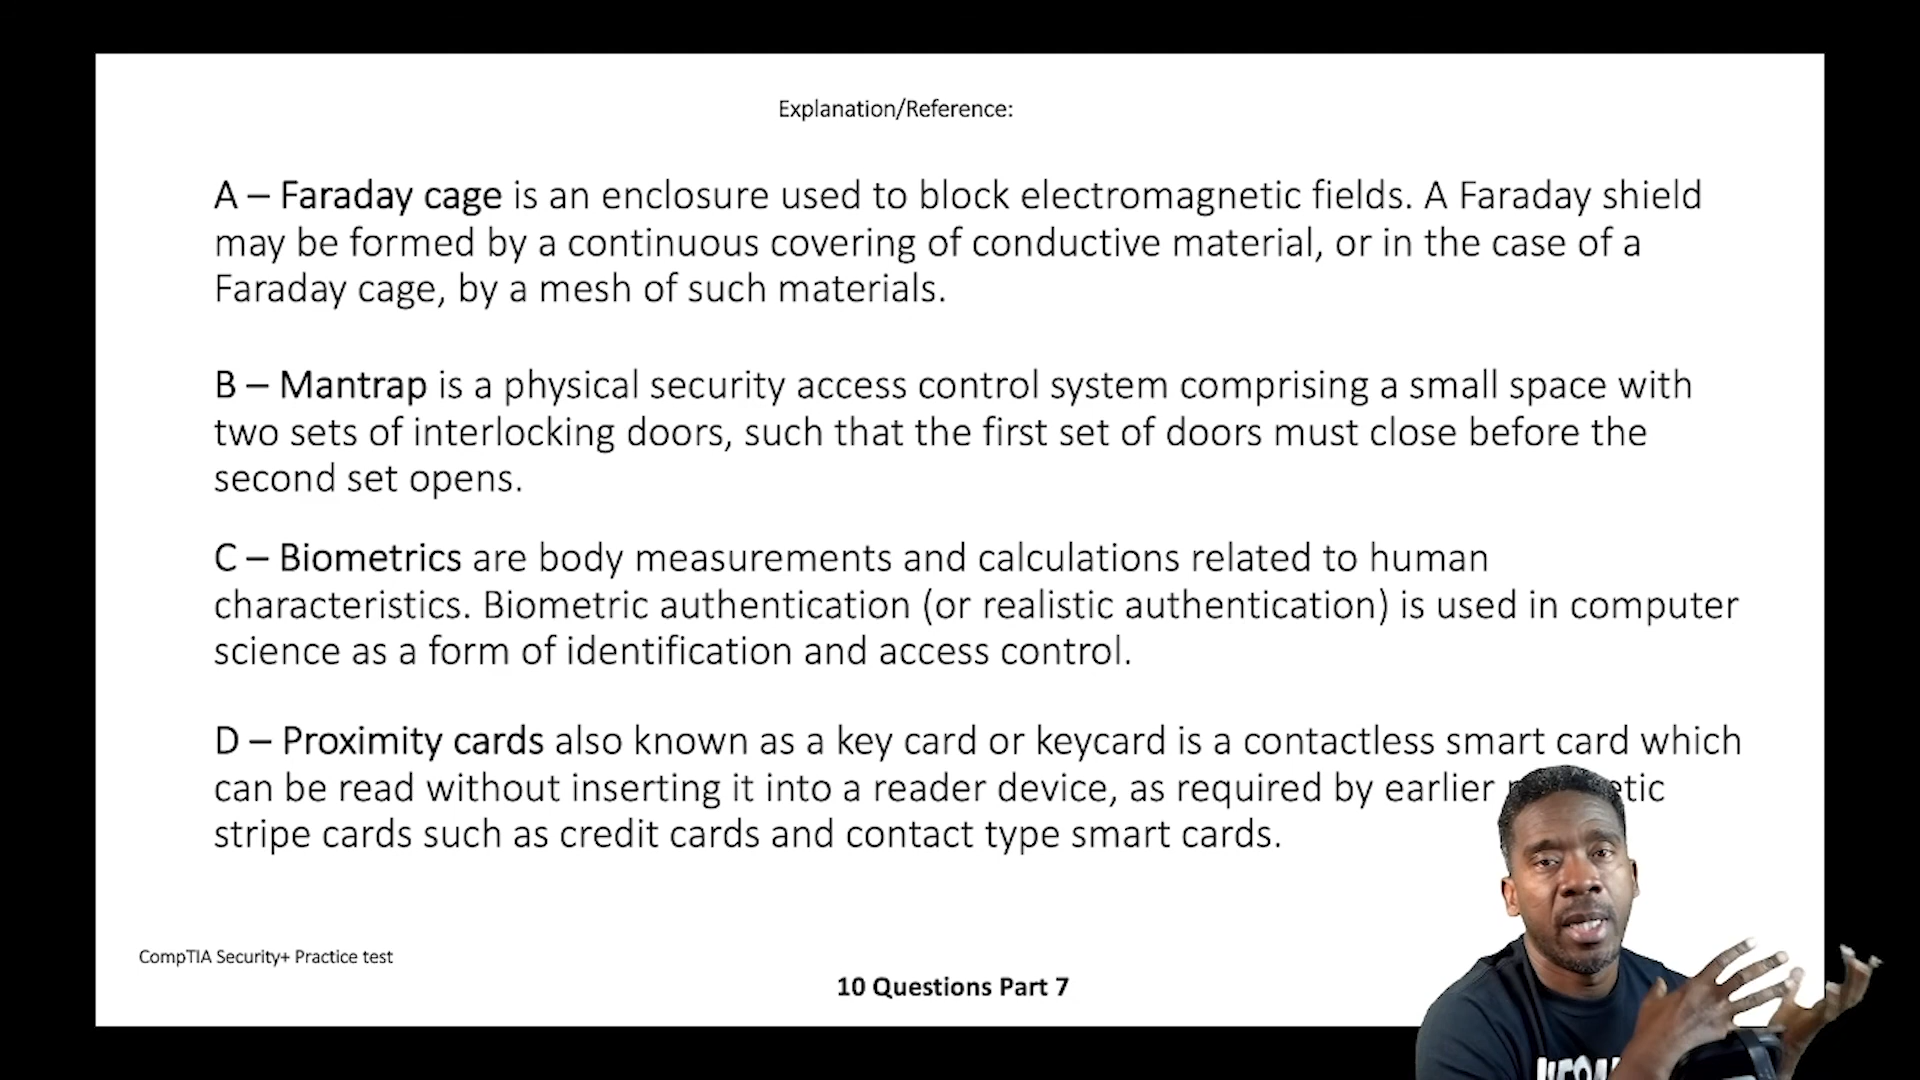 Explanation/Reference:
A – Faraday cage is an enclosure used to block electromagnetic fields. A Faraday shield
may be formed by a continuous covering of conductive material, or in the case of a
Faraday cage, by a mesh of such materials.
B – Mantrap is a physical security access control system comprising a small space with
two sets of interlocking doors, such that the first set of doors must close before the
second set opens.
C – Biometrics are body measurements and calculations related to human
characteristics. Biometric authentication (or realistic authentication) is used in computer
science as a form of identification and access control.
D – Proximity cards also known as a key card or keycard is a contactless smart card which
can be read without inserting it into a reader device, as required by earlier
stripe cards such as credit cards and contact type smart cards.
CompTIA Security+ Practice test
10 Questions Part 7